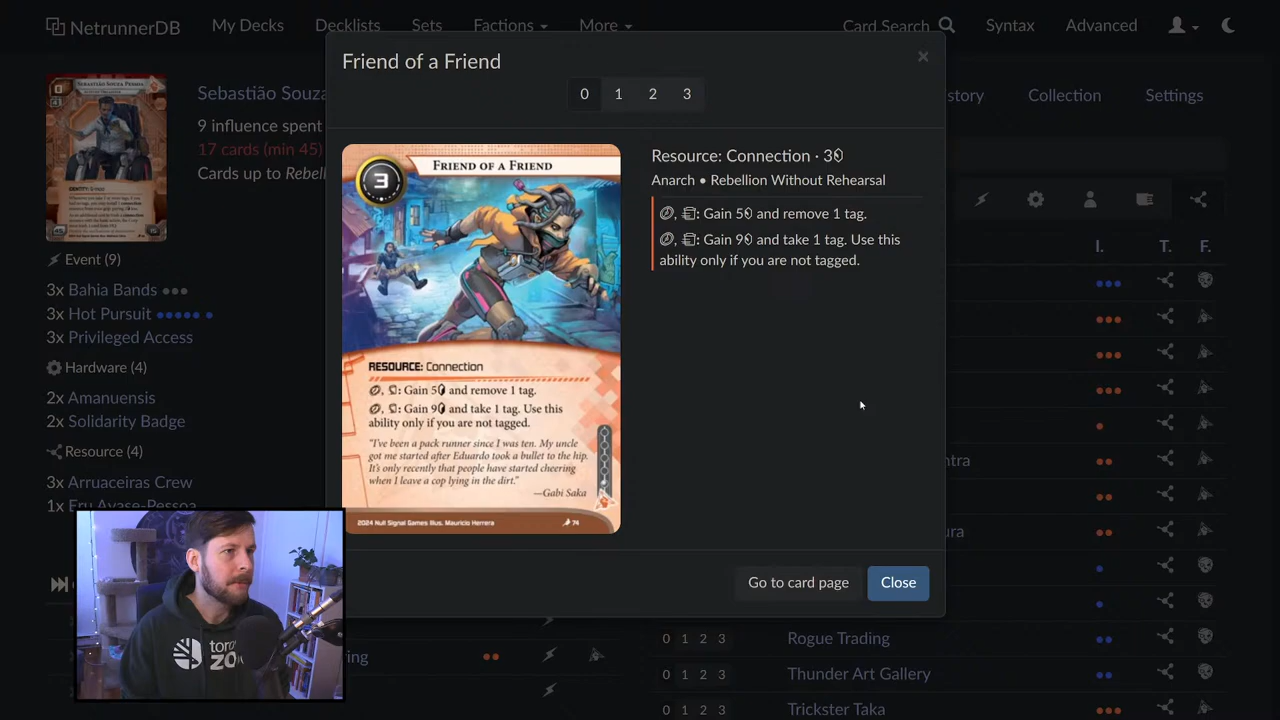 NetrunnerDB
My Decks
Decklists
Sets
Factions
More
Card Search
Syntax
Advanced
Friend of a Friend
×
0 1 2 3
Sebastião Souza
9 influence spent
17 cards (min 45)
Cards up to Rebel
Event (9)
3x Bahia Bands
3x Hot Pursuit
3x Privileged Access
Hardware (4)
2x Amanuensis
2x Solidarity Badge
Resource (4)
3x Arruaceiras Crew
1x Eru Ayase-Pessoa
3
FRIEND OF A FRIEND
RESOURCE: Connection
: Gain 5 and remove 1 tag.
: Gain 9 and take 1 tag. Use this
ability only if you are not tagged.
"I've been a pack runner since I was ten. My uncle
got me started after Eduardo took a bullet to the hip.
It's only recently that people have started cheering
when I leave a cop lying in the dirt."
—Gabi Saka
2024 Null Signal Games Illus. Mauricio Herrera
74
Resource: Connection · 3
Anarch • Rebellion Without Rehearsal
: Gain 5 and remove 1 tag.
: Gain 9 and take 1 tag. Use this
ability only if you are not tagged.
Go to card page
Close
story
Collection
Settings
I. T. F.
ntra
ura
0 1 2 3 Rogue Trading
0 1 2 3 Thunder Art Gallery
0 1 2 3 Trickster Taka
ring